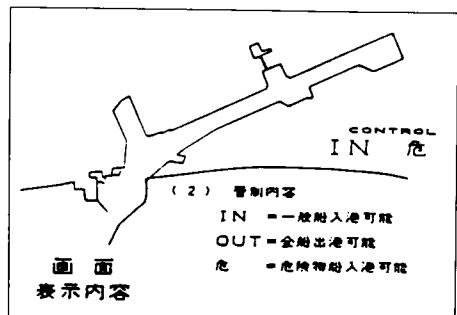 CONTROL
IN 危
(2) 管制内容
IN =一般船入港可能
OUT =全船出港可能
危 =危険物船入港可能
画面
表示内容